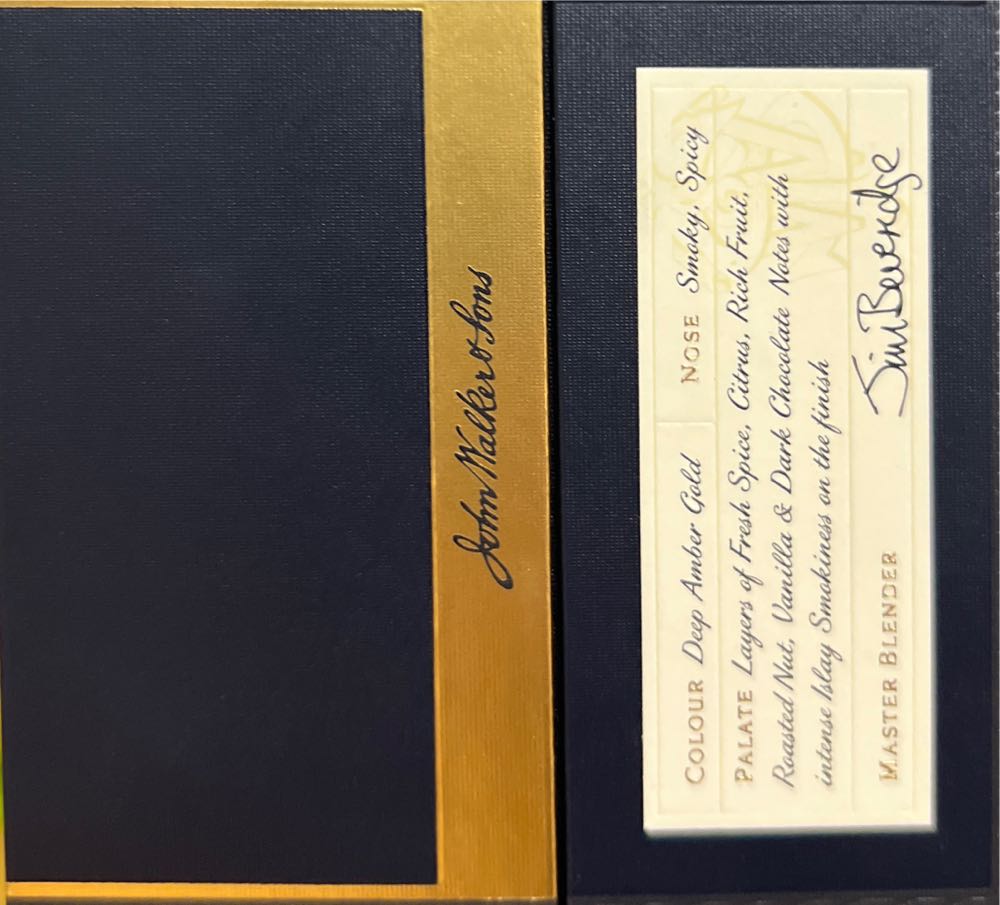 John Walker & Sons
COLOUR Deep Amber Gold NOSE Smoky, Spicy
PALATE Layers of Fresh Spice, Citrus, Rich Fruit,
Roasted Nut, Vanilla & Dark Chocolate Notes with
intense Islay Smokiness on the finish
MASTER BLENDER Jim Beveridge